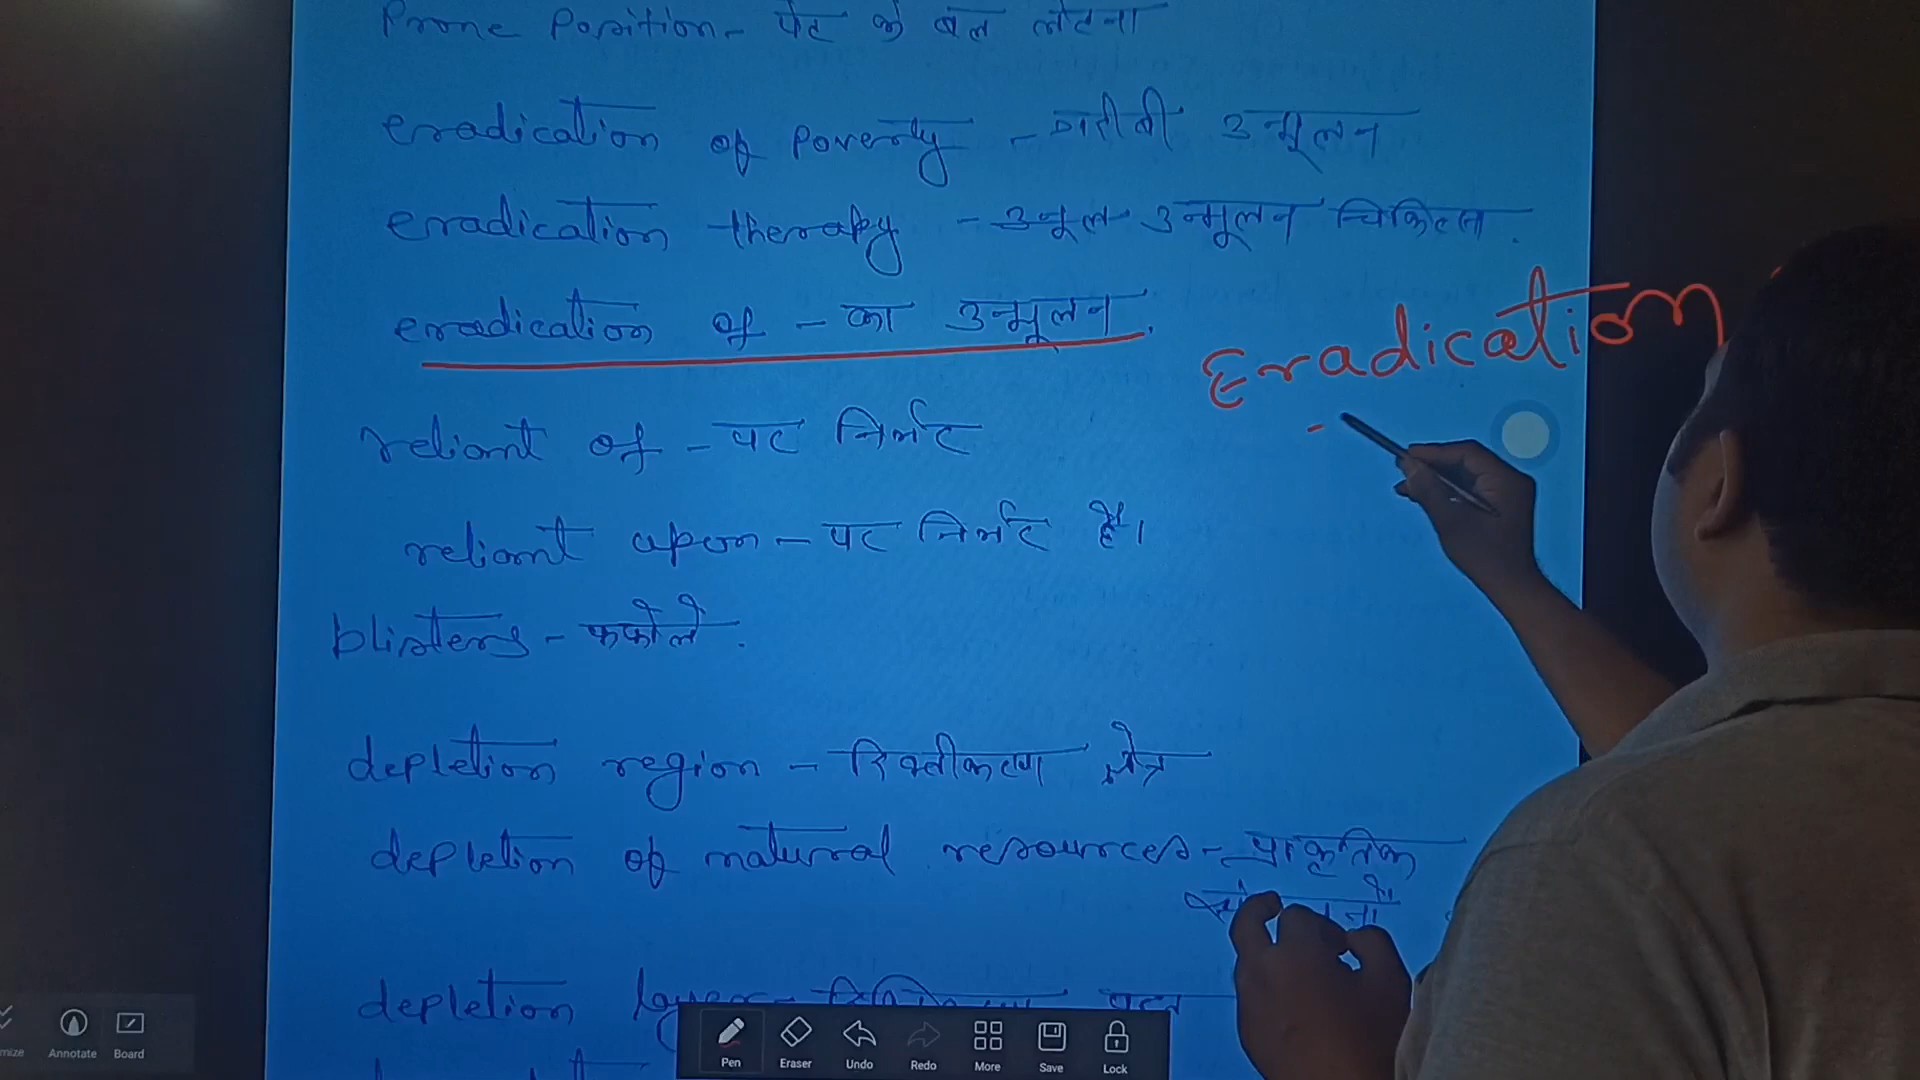 Prone Position - पेट के बल लेटना
eradication of poverty - गरीबी उन्मूलन
eradication therapy - उन्मूलन चिकित्सा.
eradication of - का उन्मूलन.
Eradication
reliant of - पर निर्भर
reliant upon - पर निर्भर है।
blisters - फफोले.
depletion region - रिक्तीकरण क्षेत्र
depletion of natural resources - प्राकृतिक
depletion layer -
Annotate
Board
Pen
Eraser
Undo
Redo
More
Save
Lock